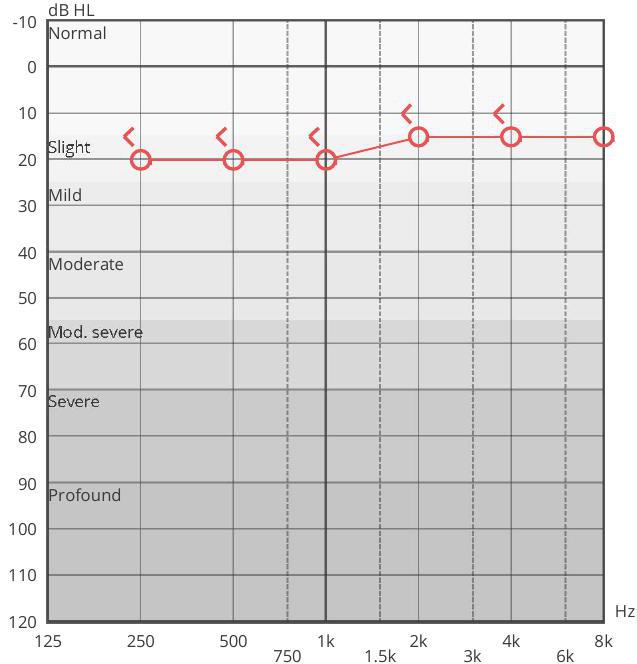 dB HL
-10
Normal
0
10
Slight
20
Mild
30
40
Moderate
50
Mod. severe
60
70
Severe
80
90
Profound
100
110
120
Hz
125 250 500 1k 2k 4k 8k
750 1.5k 3k 6k